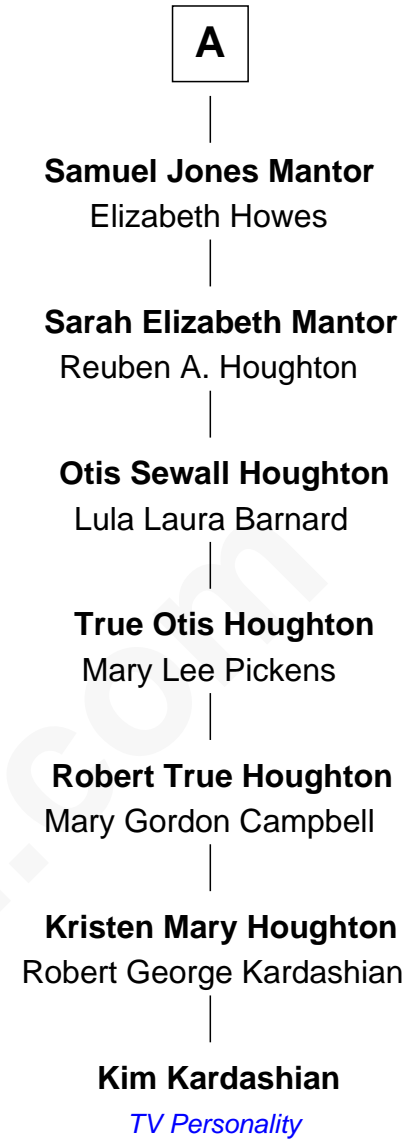 A
Samuel Jones Mantor
Elizabeth Howes
Sarah Elizabeth Mantor
Reuben A. Houghton
Otis Sewall Houghton
Lula Laura Barnard
True Otis Houghton
Mary Lee Pickens
Robert True Houghton
Mary Gordon Campbell
Kristen Mary Houghton
Robert George Kardashian
Kim Kardashian
TV Personality